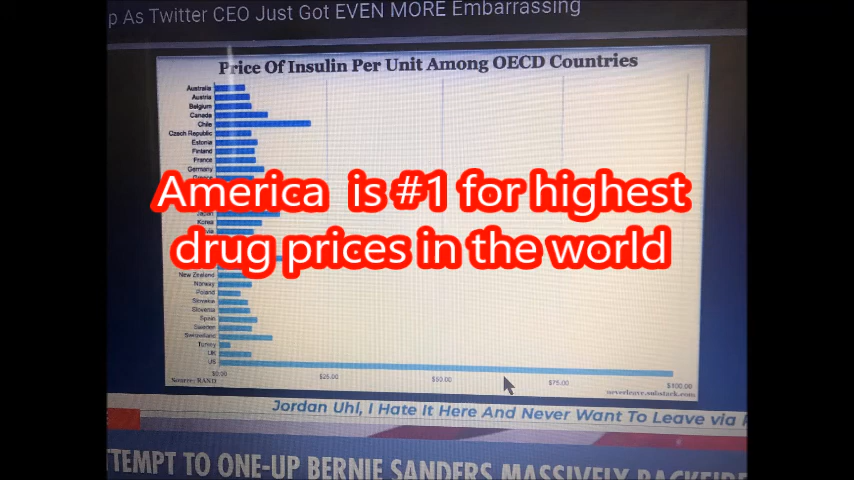 p As Twitter CEO Just Got EVEN MORE Embarrassing
Price Of Insulin Per Unit Among OECD Countries
Australia
Austria
Belgium
Canada
Chile
Czech Republic
Estonia
Finland
France
Germany
America is #1 for highest
Japan
Korea
drug prices in the world
New Zealand
Norway
Poland
Slovakia
Slovenia
Spain
Sweden
Switzerland
Turkey
UK
US
$0.00 $25.00 $50.00 $75.00 $100.00
Source: RAND neverleave.substack.com
Jordan Uhl, I Hate It Here And Never Want To Leave via
TTEMPT TO ONE-UP BERNIE SANDERS MASSIVELY BACKFIRE